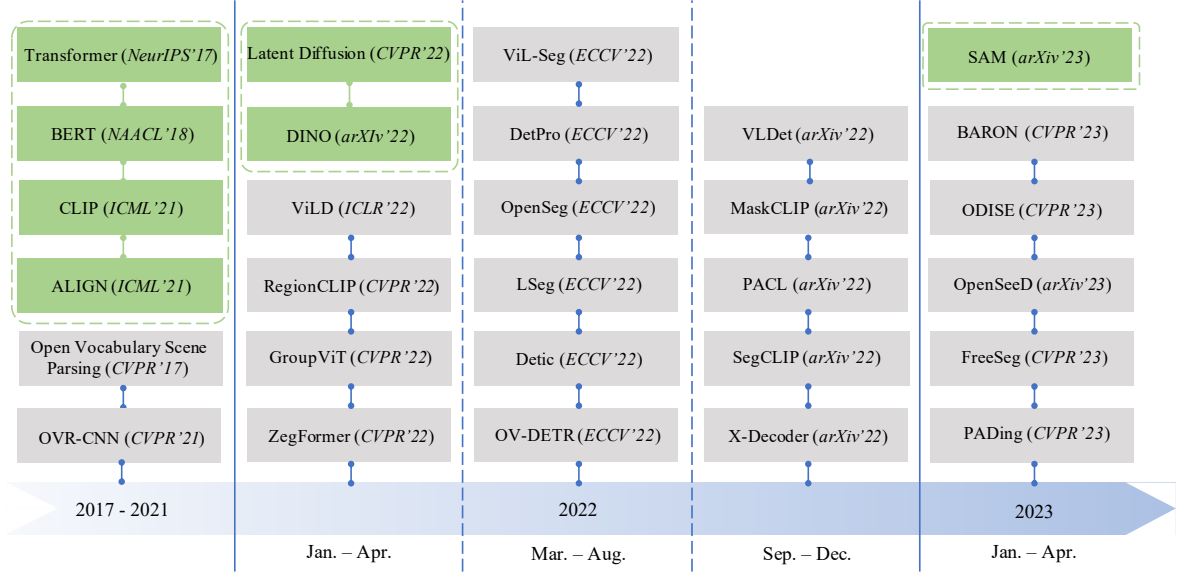 Transformer (NeurIPS’17)
BERT (NAACL’18)
CLIP (ICML’21)
ALIGN (ICML’21)
Open Vocabulary Scene
Parsing (CVPR’17)
OVR-CNN (CVPR’21)
Latent Diffusion (CVPR’22)
DINO (arXIv’22)
ViLD (ICLR’22)
RegionCLIP (CVPR’22)
GroupViT (CVPR’22)
ZegFormer (CVPR’22)
ViL-Seg (ECCV’22)
DetPro (ECCV’22)
OpenSeg (ECCV’22)
LSeg (ECCV’22)
Detic (ECCV’22)
OV-DETR (ECCV’22)
VLDet (arXiv’22)
MaskCLIP (arXiv’22)
PACL (arXiv’22)
SegCLIP (arXiv’22)
X-Decoder (arXiv’22)
SAM (arXiv’23)
BARON (CVPR’23)
ODISE (CVPR’23)
OpenSeeD (arXiv’23)
FreeSeg (CVPR’23)
PADing (CVPR’23)
2017 - 2021
2022
2023
Jan. – Apr.
Mar. – Aug.
Sep. – Dec.
Jan. – Apr.